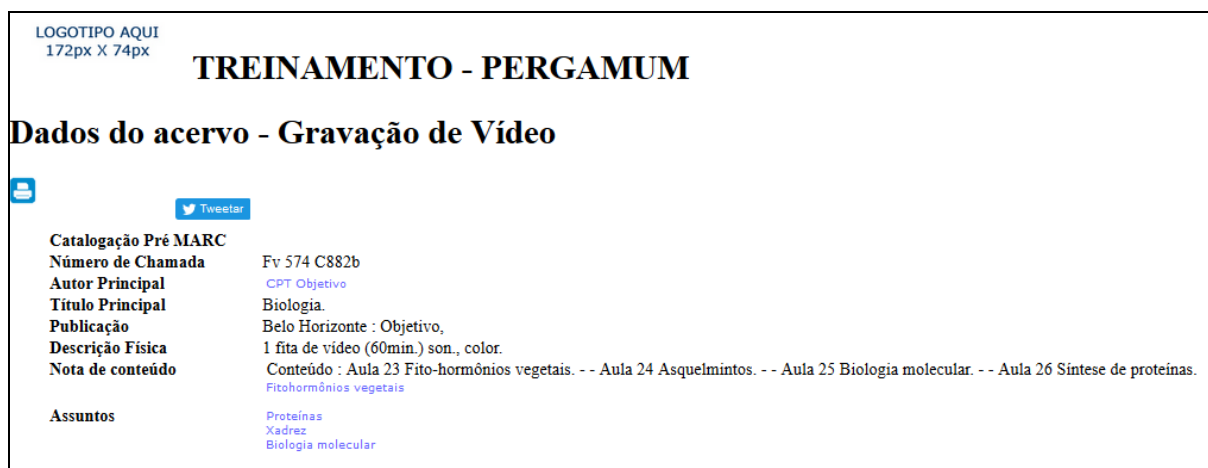 LOGOTIPO AQUI
172px X 74px
TREINAMENTO - PERGAMUM
Dados do acervo - Gravação de Vídeo
Tweetar
Catalogação Pré MARC
Número de Chamada Fv 574 C882b
Autor Principal CPT Objetivo
Título Principal Biologia.
Publicação Belo Horizonte : Objetivo,
Descrição Física 1 fita de vídeo (60min.) son., color.
Nota de conteúdo Conteúdo : Aula 23 Fito-hormônios vegetais. - - Aula 24 Asquelmintos. - - Aula 25 Biologia molecular. - - Aula 26 Síntese de proteínas.
Fitohormônios vegetais
Assuntos Proteínas
Xadrez
Biologia molecular